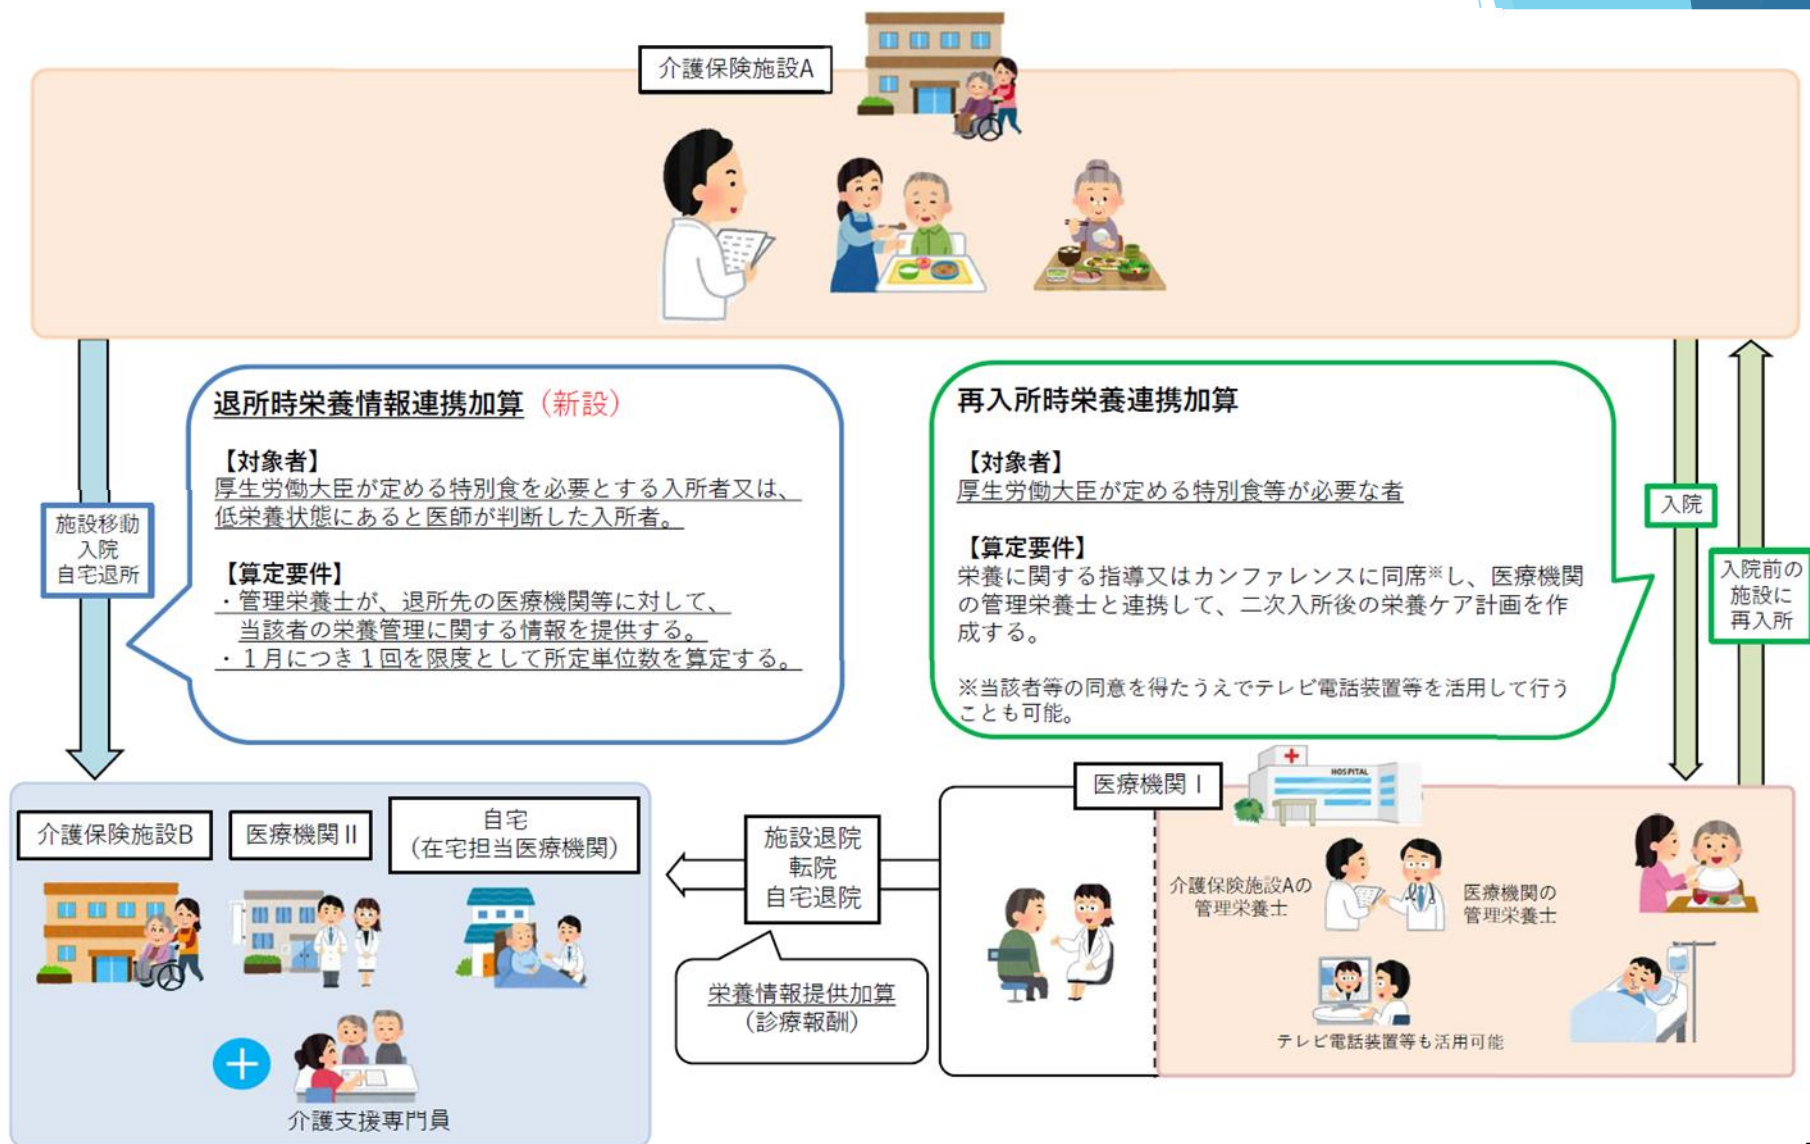 介護保険施設A
退所時栄養情報連携加算（新設）
【対象者】
厚生労働大臣が定める特別食を必要とする入所者又は、
低栄養状態にあると医師が判断した入所者。
【算定要件】
・管理栄養士が、退所先の医療機関等に対して、
当該者の栄養管理に関する情報を提供する。
・１月につき１回を限度として所定単位数を算定する。
施設移動
入院
自宅退所
再入所時栄養連携加算
【対象者】
厚生労働大臣が定める特別食等が必要な者
【算定要件】
栄養に関する指導又はカンファレンスに同席※し、医療機関
の管理栄養士と連携して、二次入所後の栄養ケア計画を作
成する。
※当該者等の同意を得たうえでテレビ電話装置等を活用して行う
ことも可能。
入院
入院前の
施設に
再入所
介護保険施設B
医療機関Ⅱ
自宅
（在宅担当医療機関）
介護支援専門員
施設退院
転院
自宅退院
栄養情報提供加算
（診療報酬）
医療機関Ⅰ
HOSPITAL
介護保険施設Aの
管理栄養士
医療機関の
管理栄養士
テレビ電話装置等も活用可能